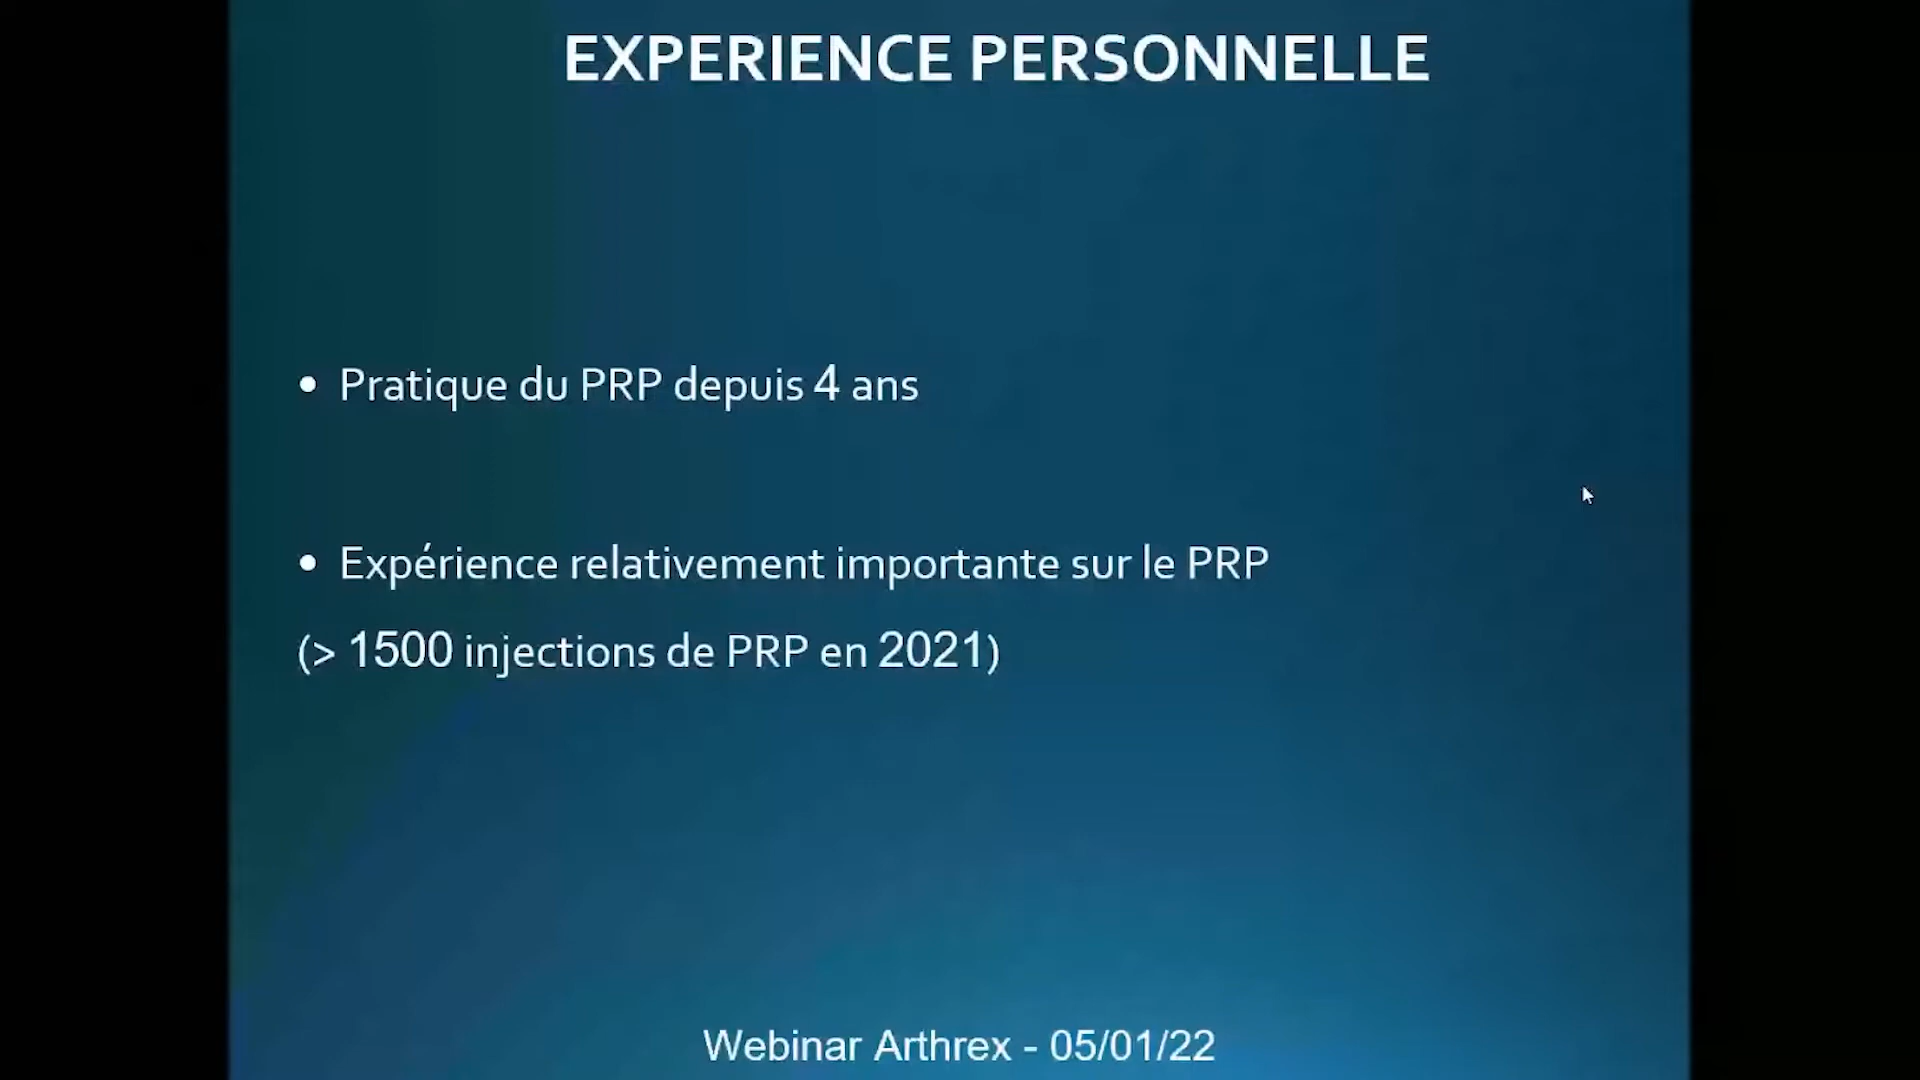 EXPERIENCE PERSONNELLE
• Pratique du PRP depuis 4 ans
• Expérience relativement importante sur le PRP
(> 1500 injections de PRP en 2021)
Webinar Arthrex - 05/01/22